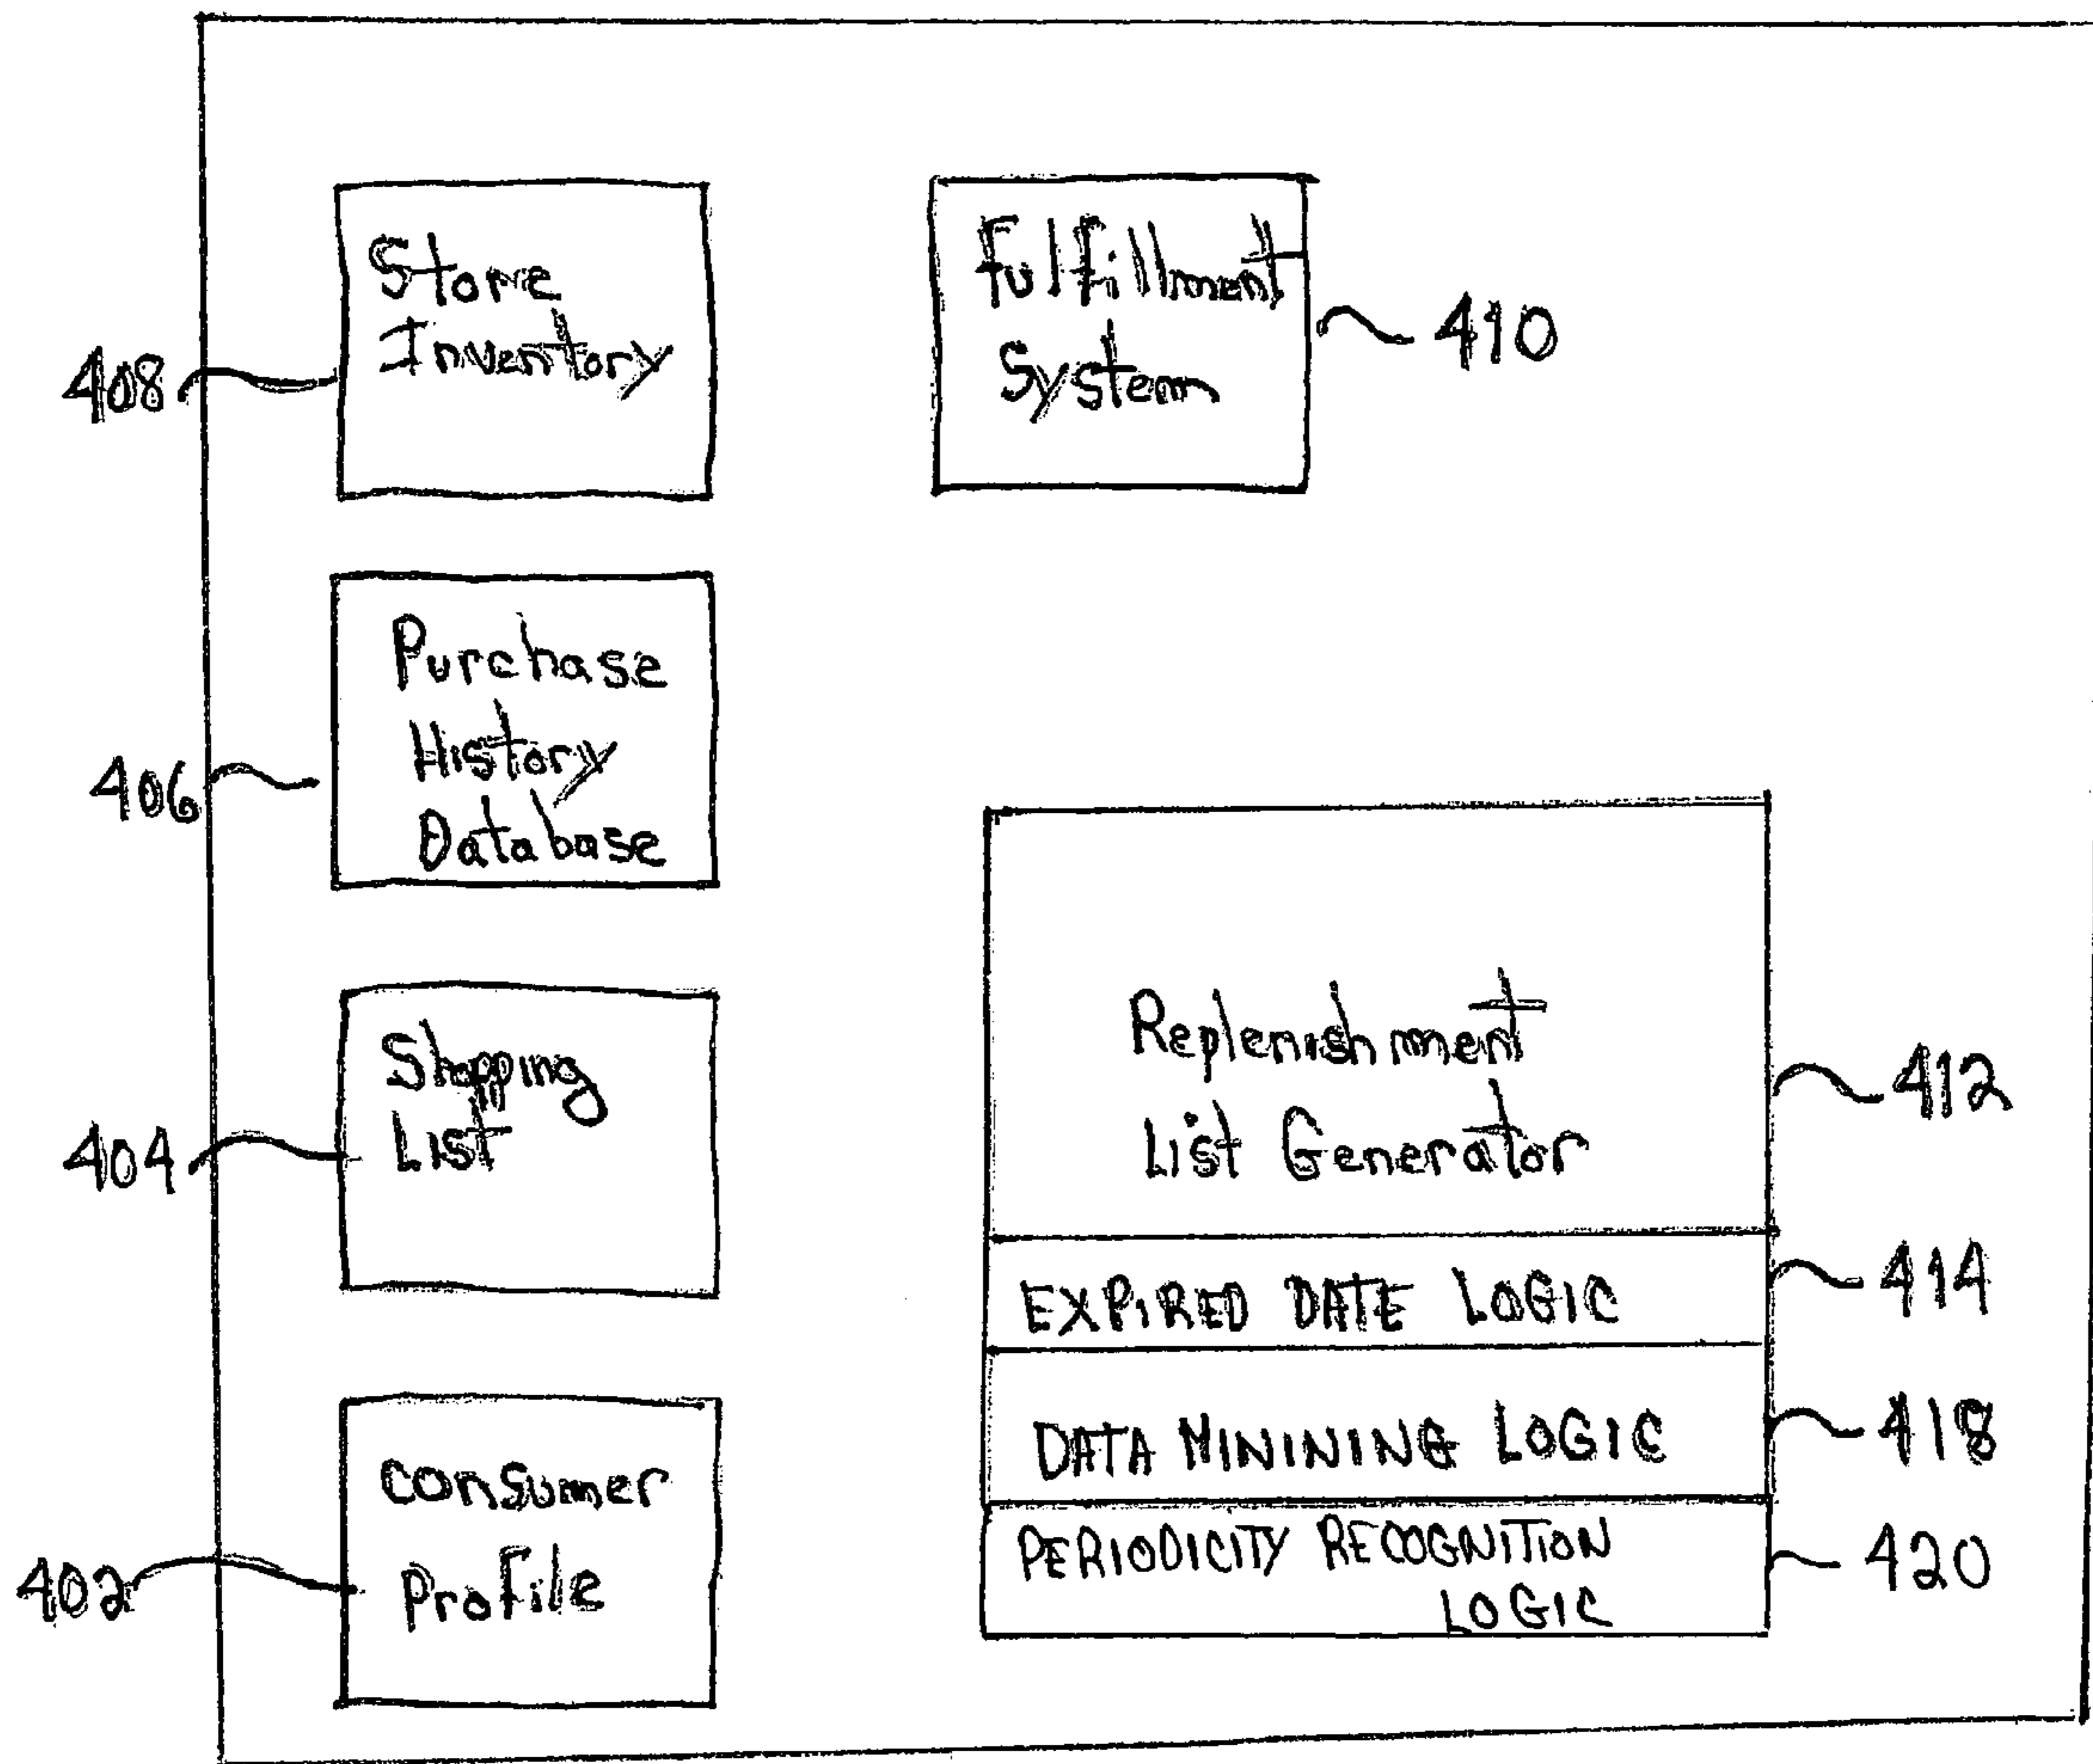 Store
Inventory
408
Fulfillment
System
410
Purchase
History
Database
406
Shopping
List
404
Consumer
Profile
402
Replenishment
List Generator
412
EXPIRED DATE LOGIC
414
DATA MININING LOGIC
418
PERIODICITY RECOGNITION
LOGIC
420